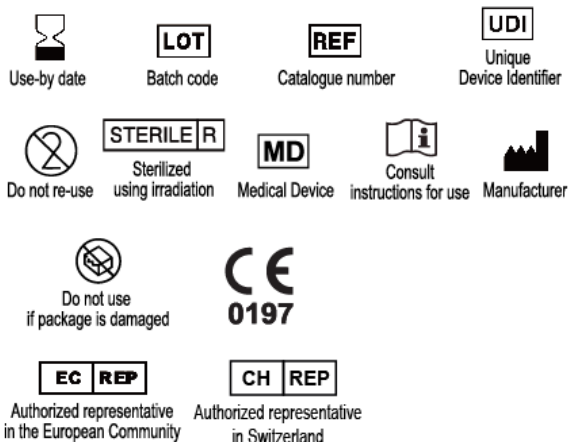 Use-by date
LOT
Batch code
REF
Catalogue number
UDI
Unique
Device Identifier
2
Do not re-use
STERILE R
Sterilized
using irradiation
MD
Medical Device
i
Consult
instructions for use
Manufacturer
Do not use
if package is damaged
CE
0197
EC REP
Authorized representative
in the European Community
CH REP
Authorized representative
in Switzerland